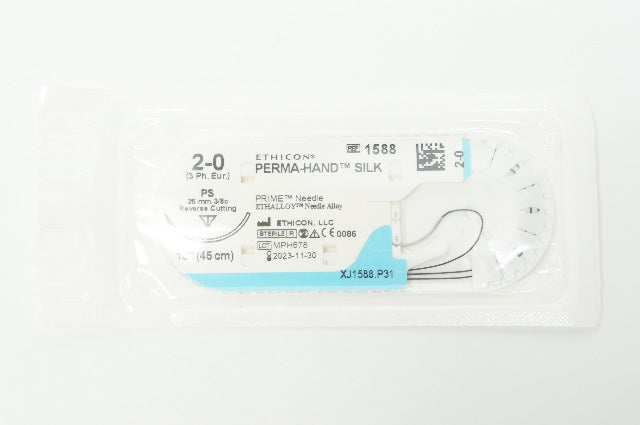 2-0
(3 Ph. Eur.)
PS
26 mm 3/8c
Reverse Cutting
(45 cm)
ETHICON®
PERMA-HAND™ SILK
REF 1588
2-0
PRIME™ Needle
ETHALLOY™ Needle Alloy
ETHICON, LLC
STERILE R CE 0086
LOT MPH678
2023-11-30
XJ1588.P31